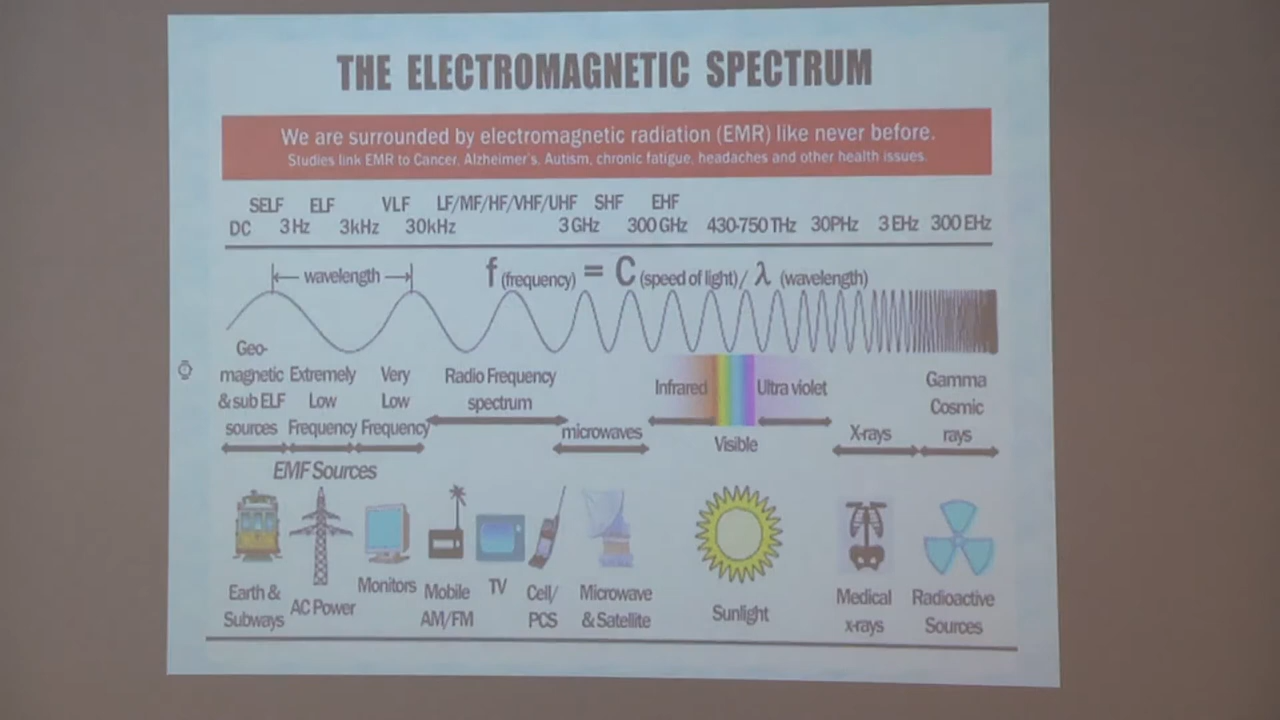 THE ELECTROMAGNETIC SPECTRUM
We are surrounded by electromagnetic radiation (EMR) like never before.
Studies link EMR to Cancer, Alzheimer's, Autism, chronic fatigue, headaches and other health issues.
SELF ELF VLF LF/MF/HF/VHF/UHF SHF EHF
DC 3 Hz 3kHz 30kHz 3 GHz 300 GHz 430-750 THz 30PHz 3 EHz 300 EHz
wavelength
f (frequency) = C (speed of light) / λ (wavelength)
Geo-
magnetic
& sub ELF
sources
Extremely
Low
Frequency
Very
Low
Frequency
Radio Frequency
spectrum
microwaves
Infrared
Visible
Ultra violet
X-rays
Gamma
Cosmic
rays
EMF Sources
Earth &
Subways
AC Power
Monitors
Mobile
AM/FM
TV
Cell/
PCS
Microwave
& Satellite
Sunlight
Medical
x-rays
Radioactive
Sources